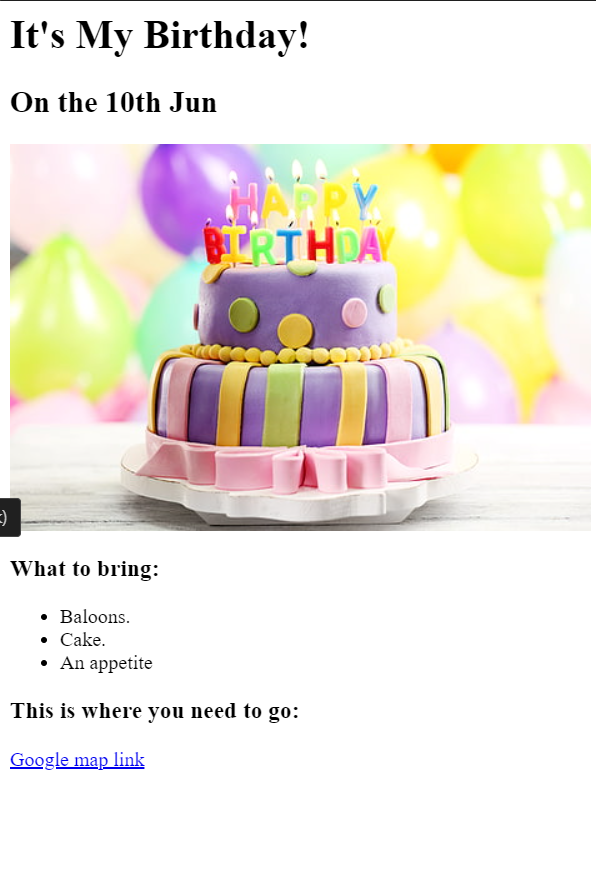 It's My Birthday!
On the 10th Jun
HAPPY
BIRTHDAY
)
What to bring:
Baloons.
Cake.
An appetite
This is where you need to go:
Google map link